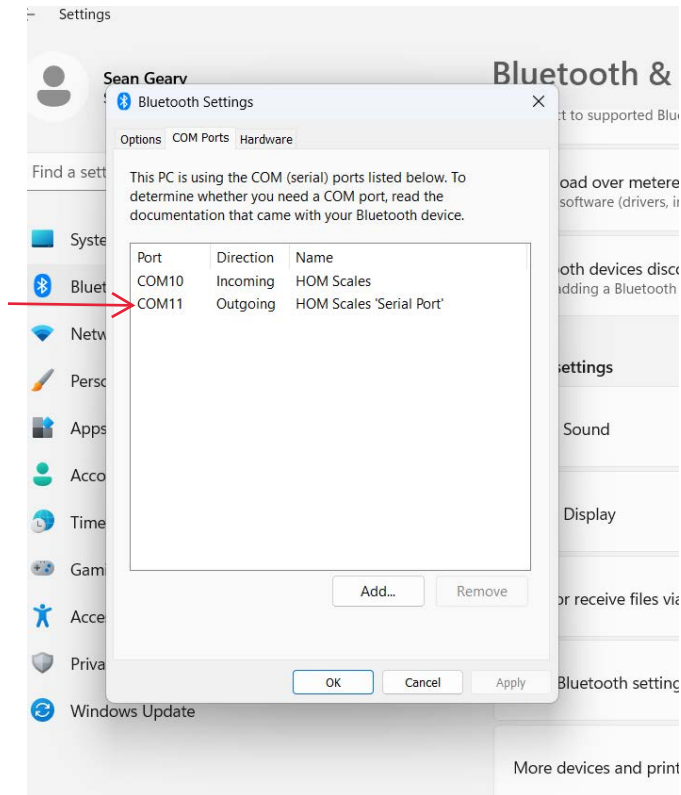 Settings
Sean Geary
Bluetooth &
Bluetooth Settings
ct to supported Blue
Options COM Ports Hardware
Find a sett
This PC is using the COM (serial) ports listed below. To
determine whether you need a COM port, read the
documentation that came with your Bluetooth device.
oad over metere
software (drivers, in
Port Direction Name
COM10 Incoming HOM Scales
COM11 Outgoing HOM Scales 'Serial Port'
Syste
Bluet
ooth devices disco
adding a Bluetooth
Netw
Perso
settings
Apps
Sound
Acco
Time
Display
Gami
Add... Remove
or receive files via
Acce
Priva
OK Cancel Apply
Bluetooth setting
Windows Update
More devices and print